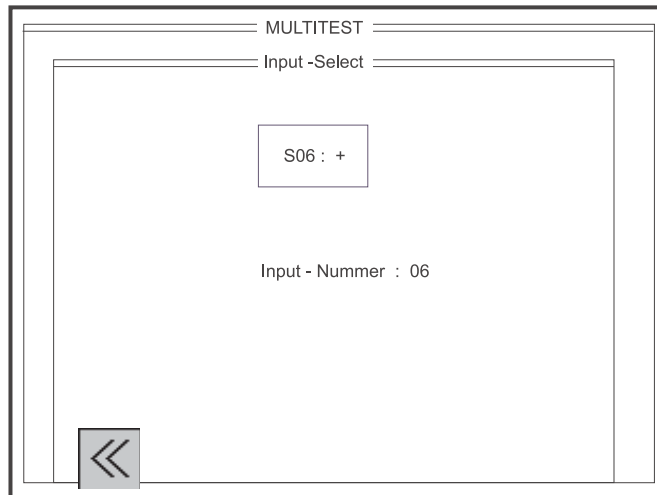 MULTITEST
Input -Select
S06 : +
Input - Nummer : 06